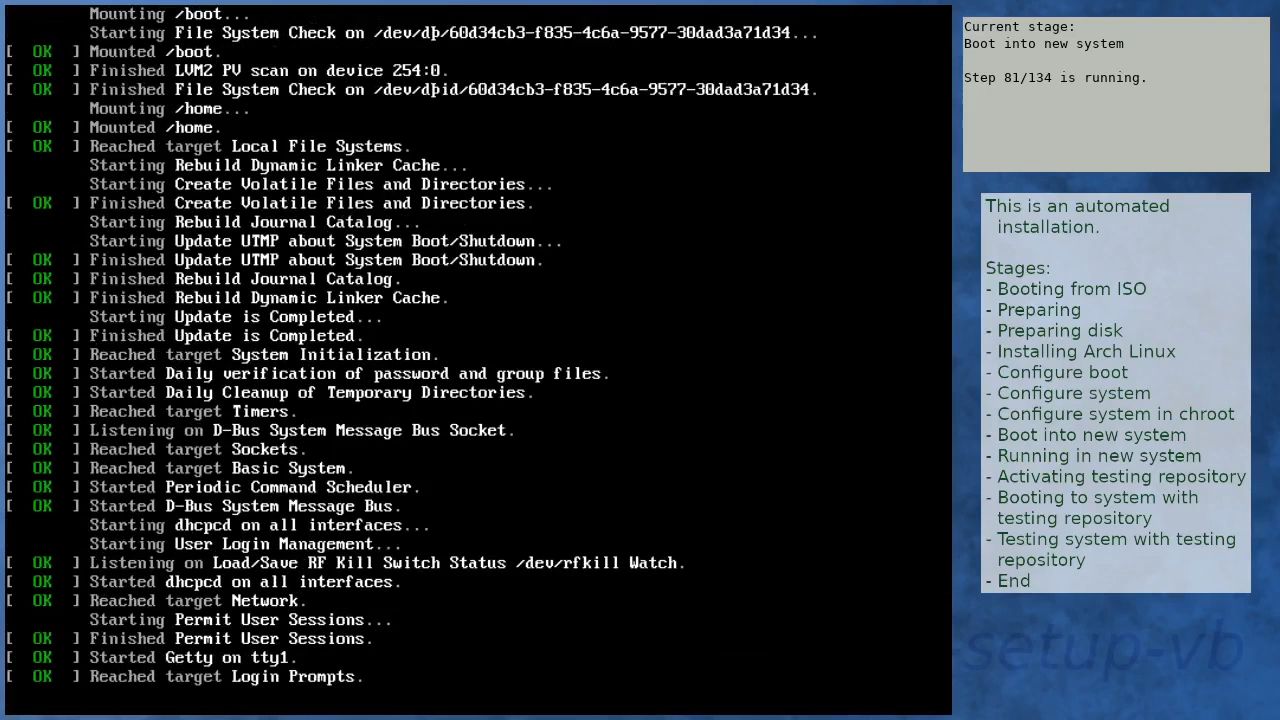 Mounting /boot...
Starting File System Check on /dev/dþ/60d34cb3-f835-4c6a-9577-30dad3a71d34...
[  OK  ] Mounted /boot.
[  OK  ] Finished LVM2 PV scan on device 254:0.
[  OK  ] Finished File System Check on /dev/dþid/60d34cb3-f835-4c6a-9577-30dad3a71d34.
Mounting /home...
[  OK  ] Mounted /home.
[  OK  ] Reached target Local File Systems.
Starting Rebuild Dynamic Linker Cache...
Starting Create Volatile Files and Directories...
[  OK  ] Finished Create Volatile Files and Directories.
Starting Rebuild Journal Catalog...
Starting Update UTMP about System Boot/Shutdown...
[  OK  ] Finished Update UTMP about System Boot/Shutdown.
[  OK  ] Finished Rebuild Journal Catalog.
[  OK  ] Finished Rebuild Dynamic Linker Cache.
Starting Update is Completed...
[  OK  ] Finished Update is Completed.
[  OK  ] Reached target System Initialization.
[  OK  ] Started Daily verification of password and group files.
[  OK  ] Started Daily Cleanup of Temporary Directories.
[  OK  ] Reached target Timers.
[  OK  ] Listening on D-Bus System Message Bus Socket.
[  OK  ] Reached target Sockets.
[  OK  ] Reached target Basic System.
[  OK  ] Started Periodic Command Scheduler.
[  OK  ] Started D-Bus System Message Bus.
Starting dhcpcd on all interfaces...
Starting User Login Management...
[  OK  ] Listening on Load/Save RF Kill Switch Status /dev/rfkill Watch.
[  OK  ] Started dhcpcd on all interfaces.
[  OK  ] Reached target Network.
Starting Permit User Sessions...
[  OK  ] Finished Permit User Sessions.
[  OK  ] Started Getty on tty1.
[  OK  ] Reached target Login Prompts.
Current stage:
Boot into new system
Step 81/134 is running.
This is an automated
installation.
Stages:
- Booting from ISO
- Preparing
- Preparing disk
- Installing Arch Linux
- Configure boot
- Configure system
- Configure system in chroot
- Boot into new system
- Running in new system
- Activating testing repository
- Booting to system with
testing repository
- Testing system with testing
repository
- End
setup-vb